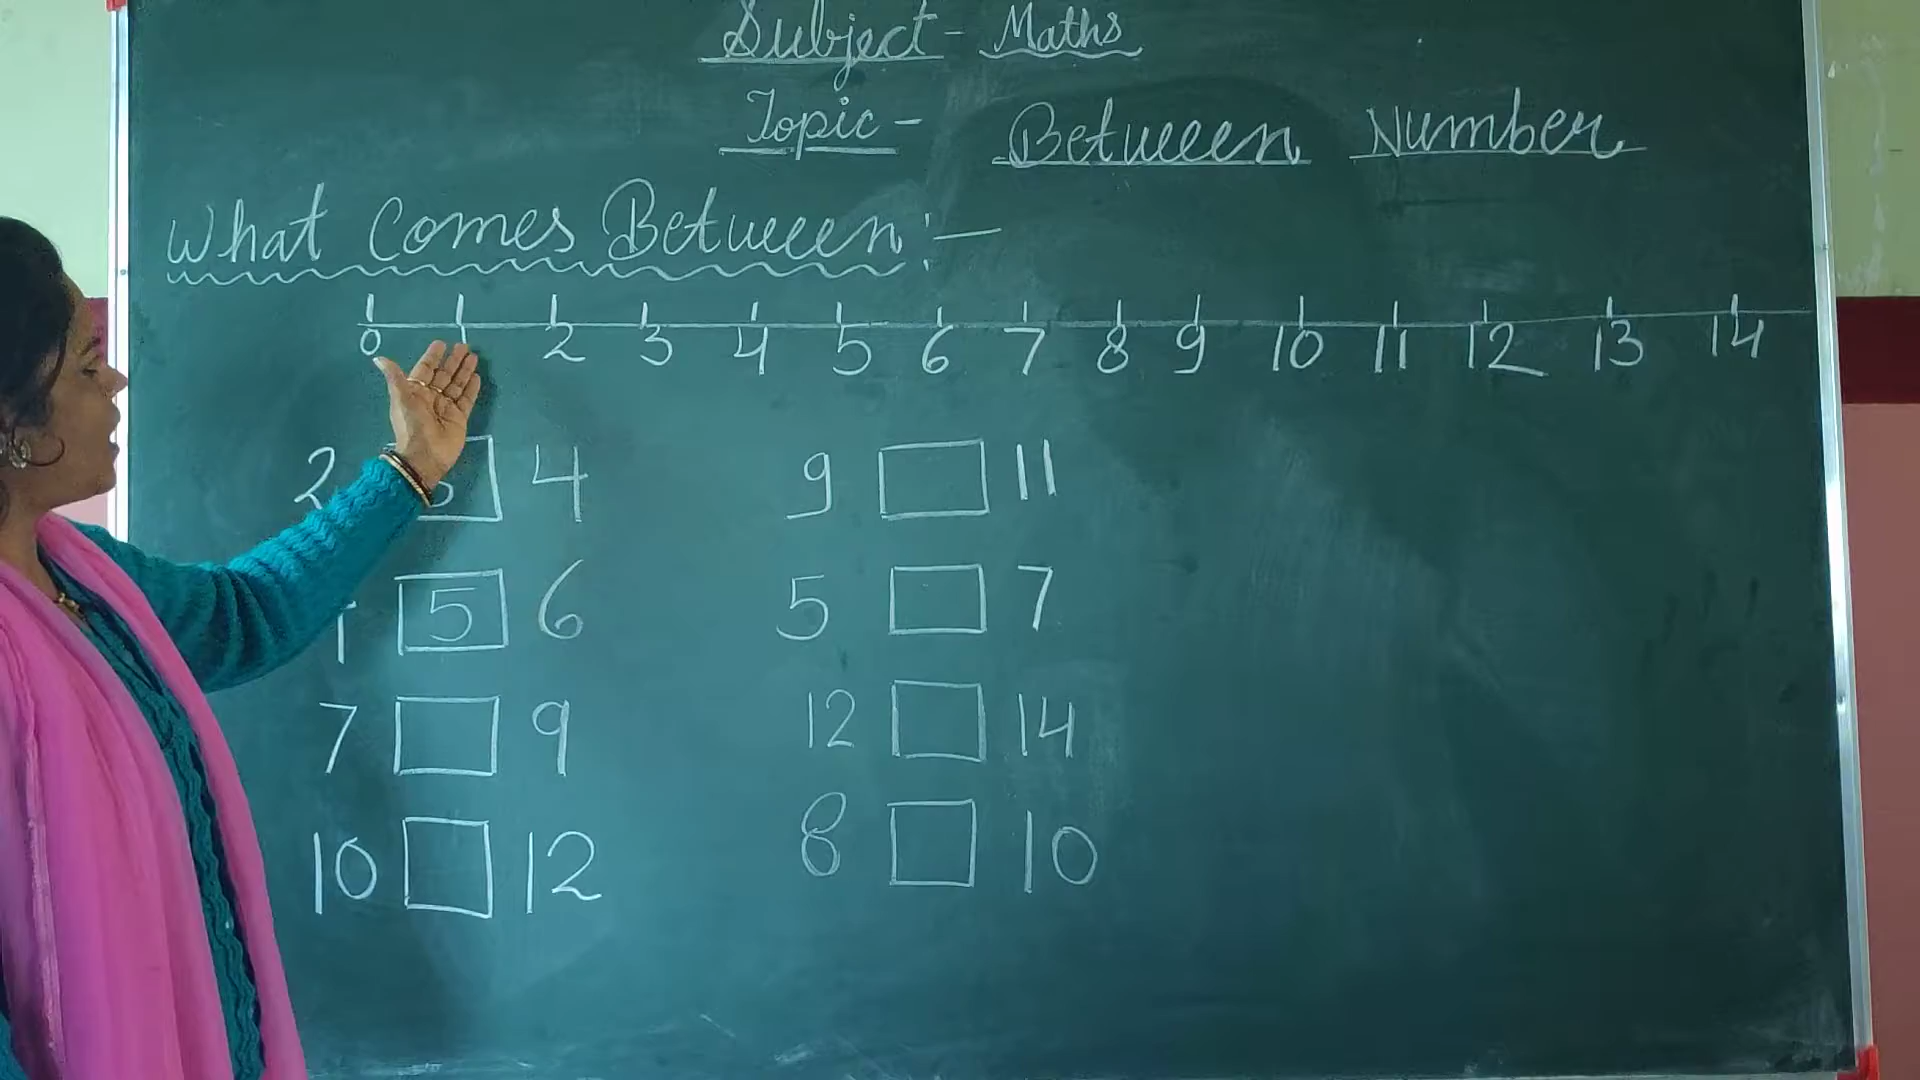 Subject - Maths
Topic - Between Number
What Comes Between :-
0 1 2 3 4 5 6 7 8 9 10 11 12 13 14
2 3 4 9 11
5 6 5 7
7 9 12 14
10 12 8 10